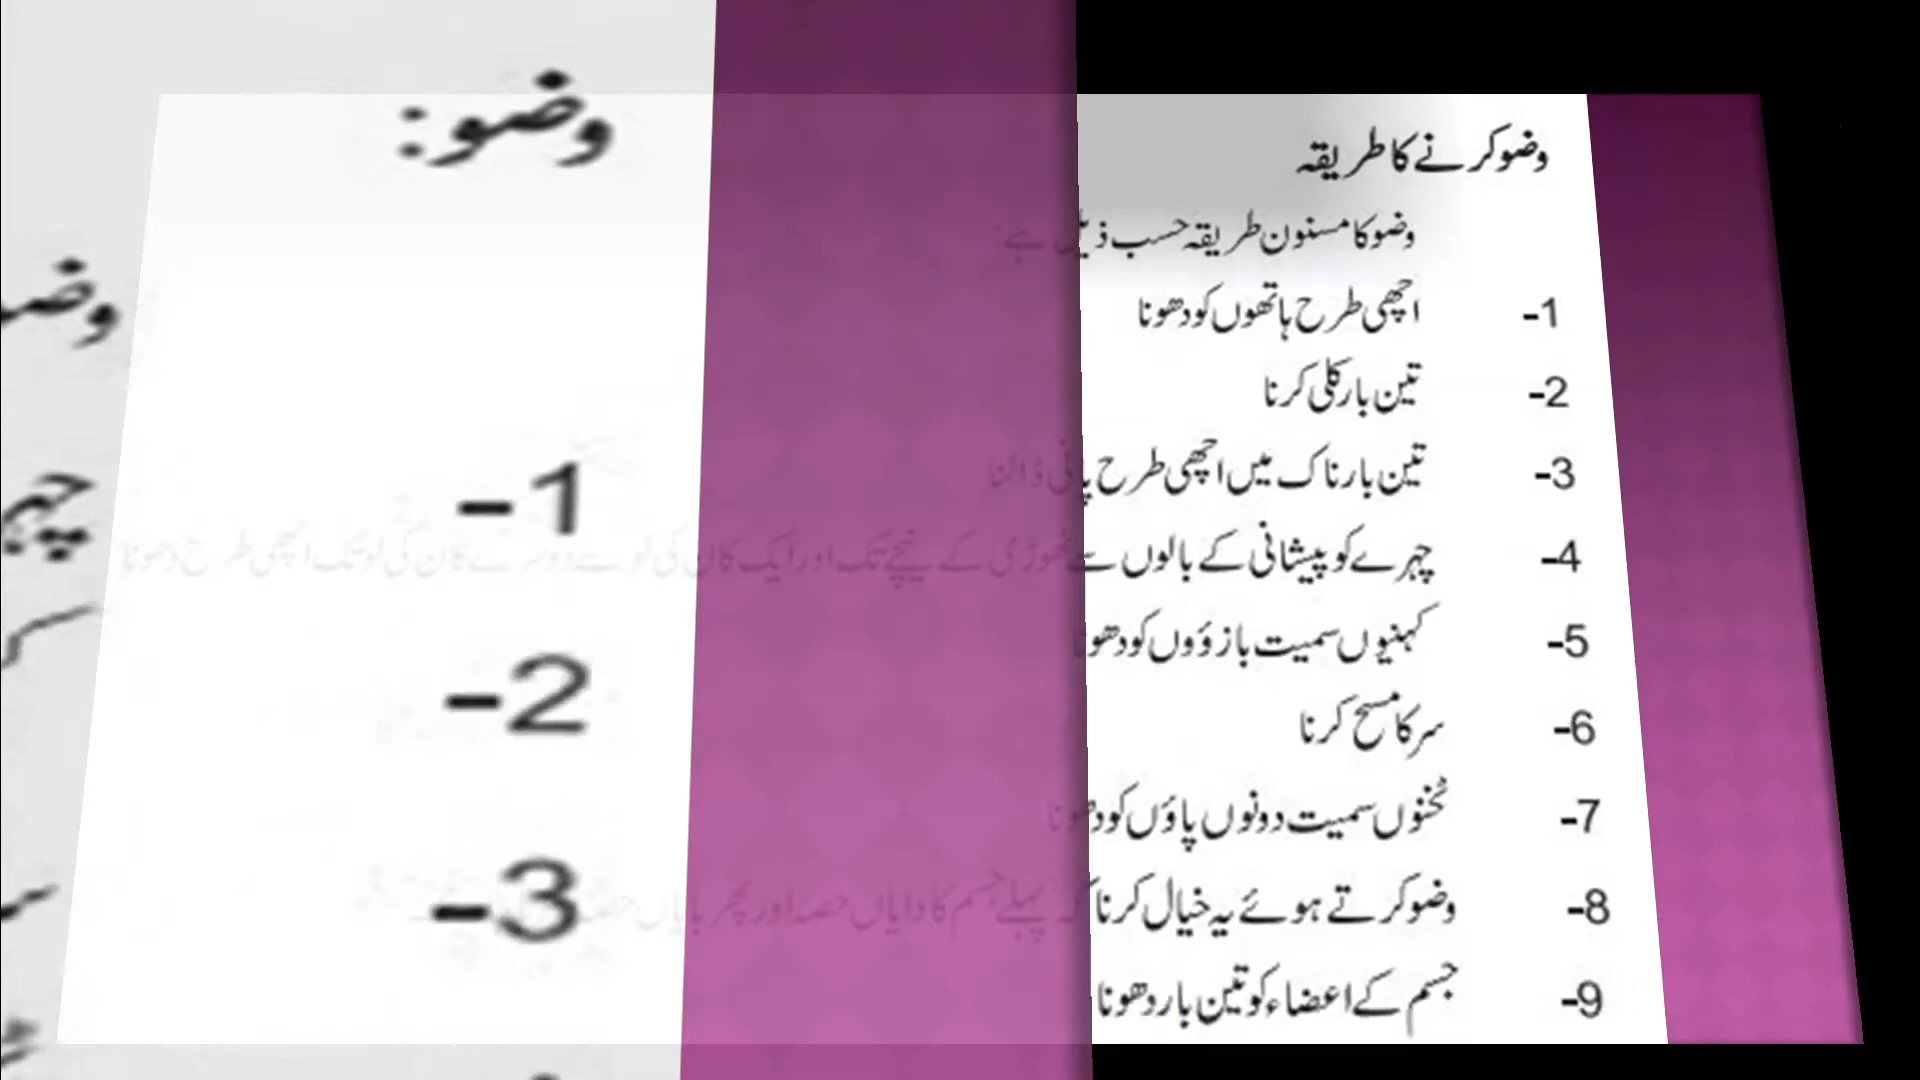 وضو کرنے کا طریقہ
وضو کا مسنون طریقہ حسب ذیل ہے:
1- اچھی طرح ہاتھوں کو دھونا
2- تین بار کلی کرنا
3- تین بار ناک میں اچھی طرح پانی ڈالنا
4- چہرے کو پیشانی کے بالوں سے ٹھوڑی کے نیچے تک اور ایک کان کی لو سے دوسرے کان کی لو تک اچھی طرح دھونا
5- کہنیوں سمیت بازوؤں کو دھونا
6- سر کا مسح کرنا
7- ٹخنوں سمیت دونوں پاؤں کو دھونا
8- وضو کرتے ہوئے یہ خیال کرنا کہ پہلے جسم کا دایاں حصہ اور پھر بایاں
9- جسم کے اعضاء کو تین بار دھونا
وضو:
1-
2-
3-